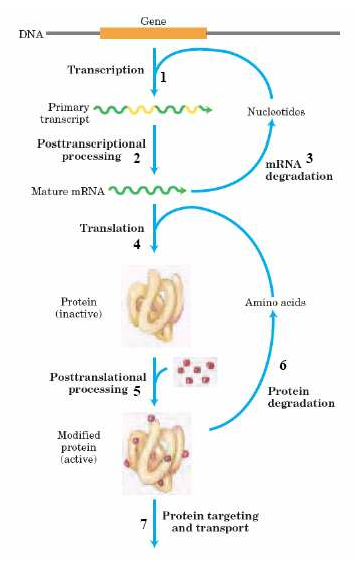 Gene
DNA
Transcription
1
Primary
transcript
Nucleotides
Posttranscriptional
processing 2
mRNA 3
degradation
Mature mRNA
Translation
4
Protein
(inactive)
Amino acids
Posttranslational
processing 5
6
Protein
degradation
Modified
protein
(active)
7
Protein targeting
and transport